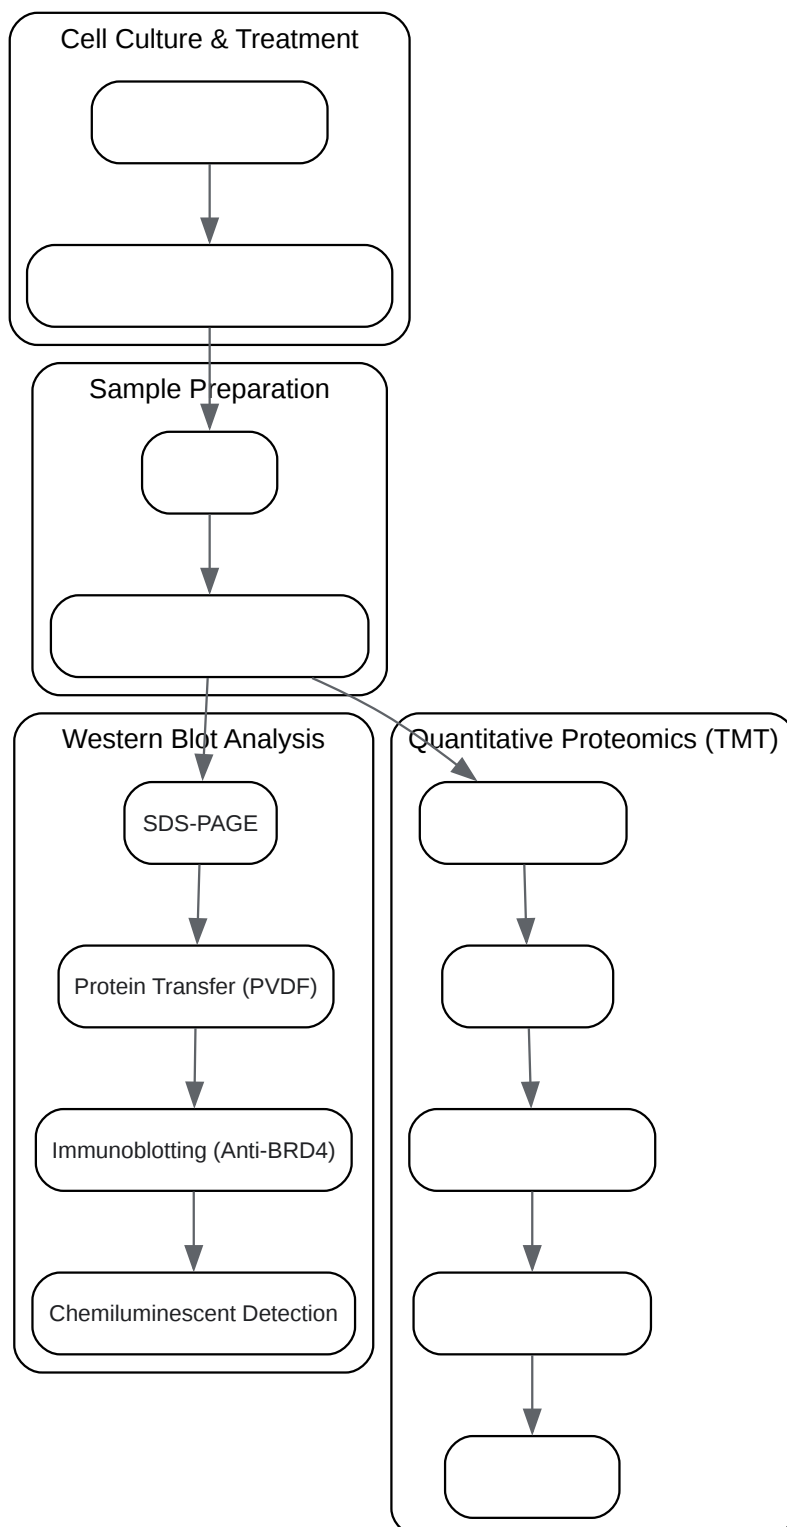 Cell Culture & Treatment
Sample Preparation
Western Blot Analysis
Quantitative Proteomics (TMT)
SDS-PAGE
Protein Transfer (PVDF)
Immunoblotting (Anti-BRD4)
Chemiluminescent Detection